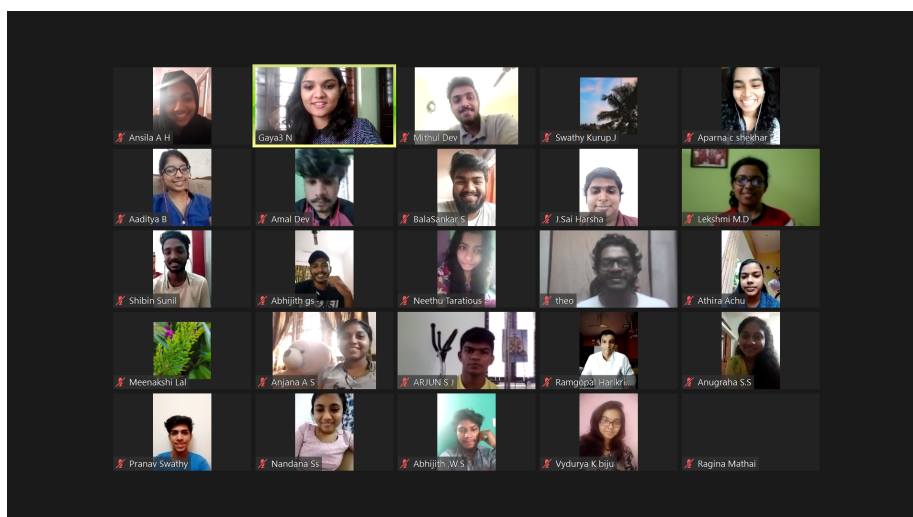 Ansila A H
Gaya3 N
Mithul Dev
Swathy Kurup.J
Aparna c shekhar
Aaditya B
Amal Dev
BalaSankar S
J.Sai Harsha
Lekshmi M.D
Shibin Sunil
Abhijith gs
Neethu Taratious
theo
Athira Achu
Meenakshi Lal
Anjana A S
ARJUN S J
Ramgopal Harikri...
Anugraha S.S
Pranav Swathy
Nandana Ss
Abhijith .W.S
Vydurya K biju
Ragina Mathai